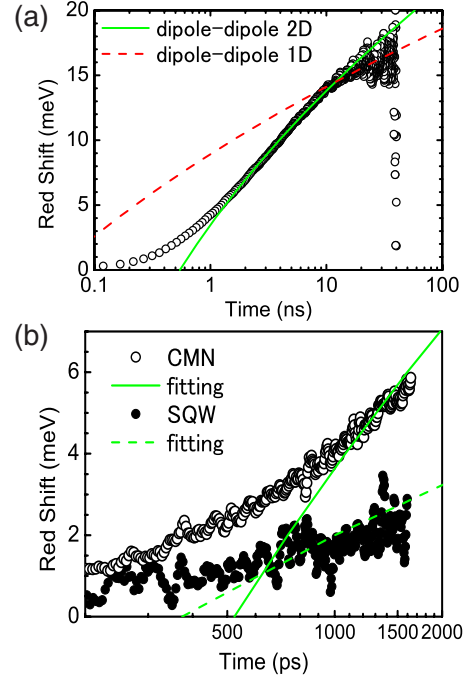 (a)
20
dipole-dipole 2D
dipole-dipole 1D
15
10
5
0
Red Shift (meV)
0.1 1 10 100
Time (ns)
(b)
CMN
fitting
SQW
fitting
6
4
2
0
Red Shift (meV)
500 1000 1500 2000
Time (ps)